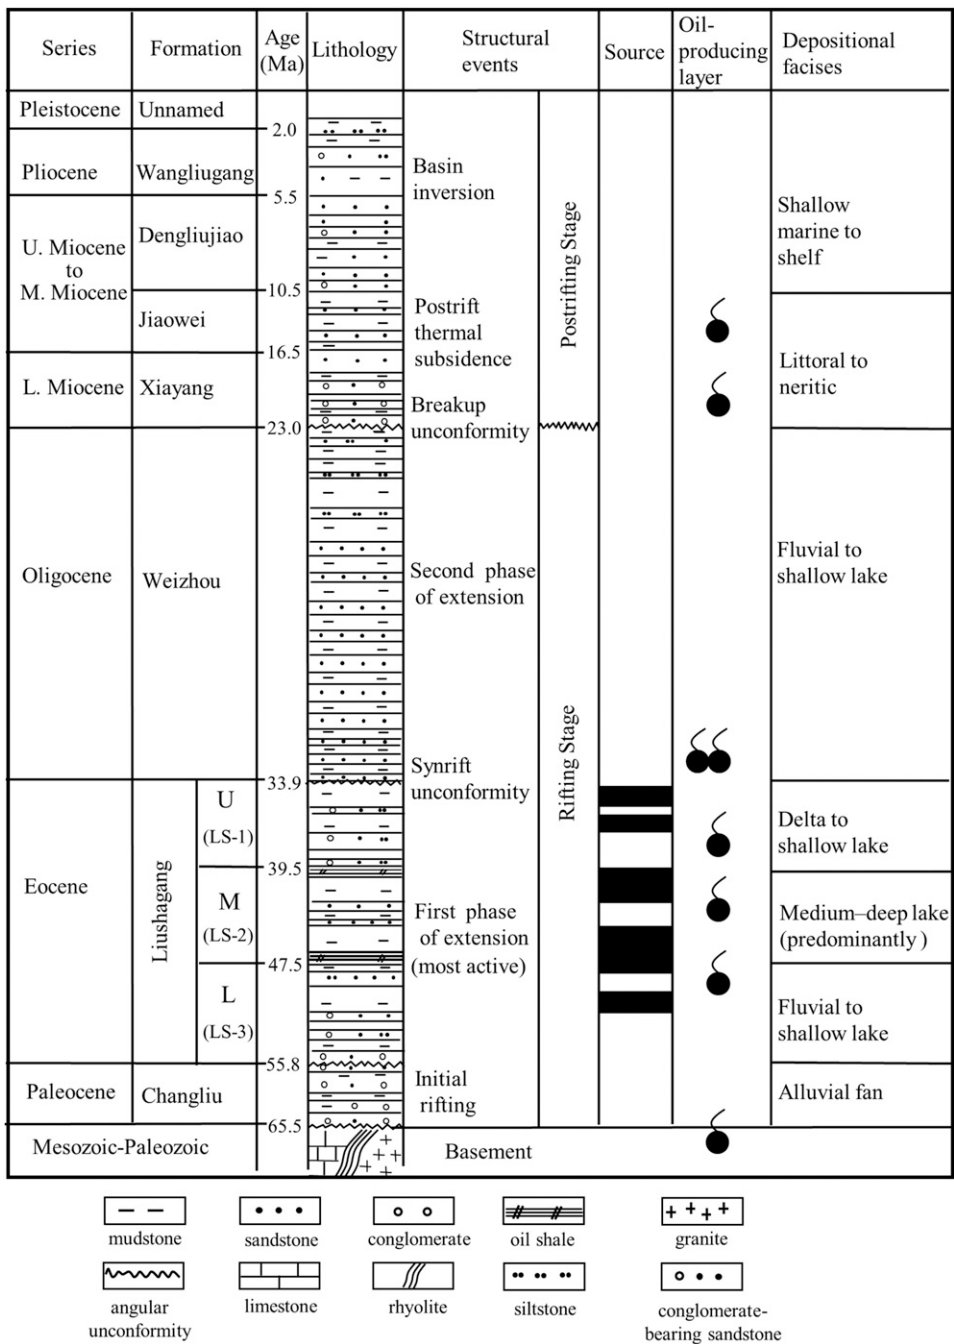 Series
Formation
Age
(Ma)
Lithology
Structural
events
Source
Oil-
producing
layer
Depositional
facises
Pleistocene
Unnamed
2.0
Pliocene
Wangliugang
Basin
inversion
5.5
U. Miocene
to
M. Miocene
Dengliujiao
Shallow
marine to
shelf
10.5
Jiaowei
Postrift
thermal
subsidence
Postrifting Stage
16.5
L. Miocene
Xiayang
Littoral to
neritic
Breakup
unconformity
23.0
Oligocene
Weizhou
Second phase
of extension
Fluvial to
shallow lake
Rifting Stage
Synrift
unconformity
33.9
Eocene
Liushagang
U
(LS-1)
Delta to
shallow lake
39.5
M
(LS-2)
First phase
of extension
(most active)
Medium–deep lake
(predominantly)
47.5
L
(LS-3)
Fluvial to
shallow lake
55.8
Paleocene
Changliu
Initial
rifting
Alluvial fan
65.5
Mesozoic-Paleozoic
Basement
mudstone
sandstone
conglomerate
oil shale
granite
angular
unconformity
limestone
rhyolite
siltstone
conglomerate-
bearing sandstone